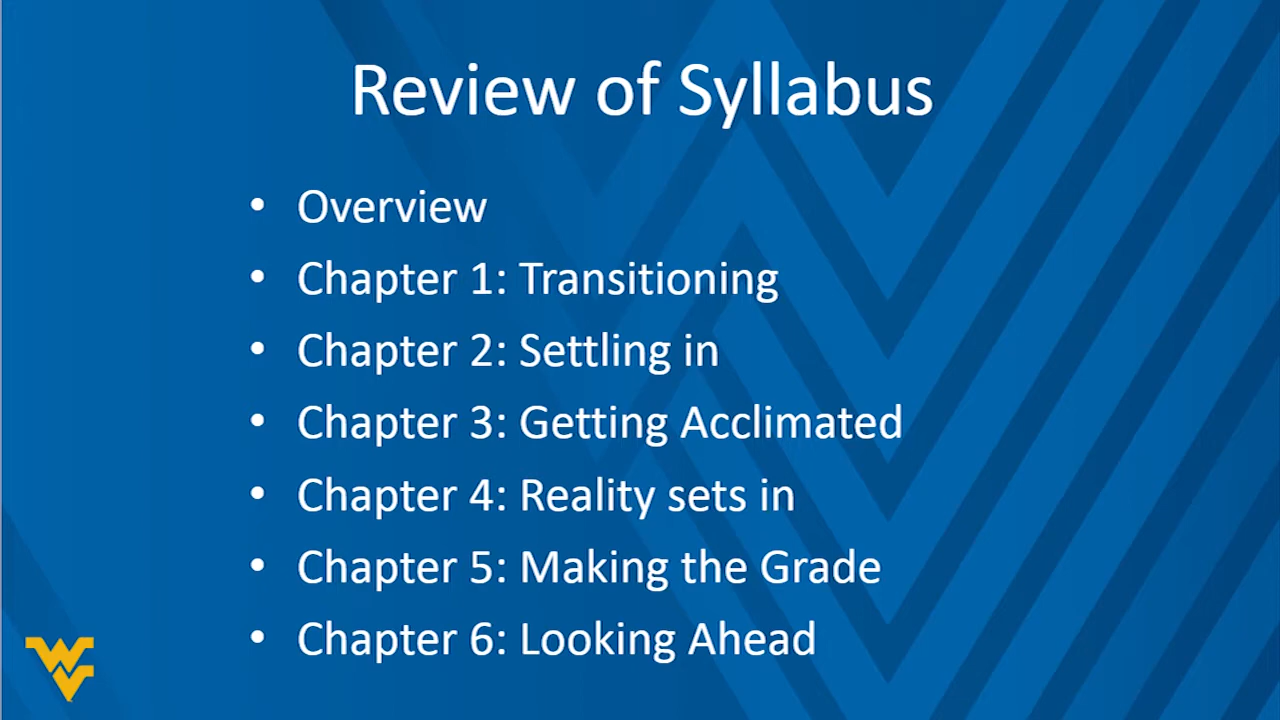 Review of Syllabus
• Overview
• Chapter 1: Transitioning
• Chapter 2: Settling in
• Chapter 3: Getting Acclimated
• Chapter 4: Reality sets in
• Chapter 5: Making the Grade
• Chapter 6: Looking Ahead